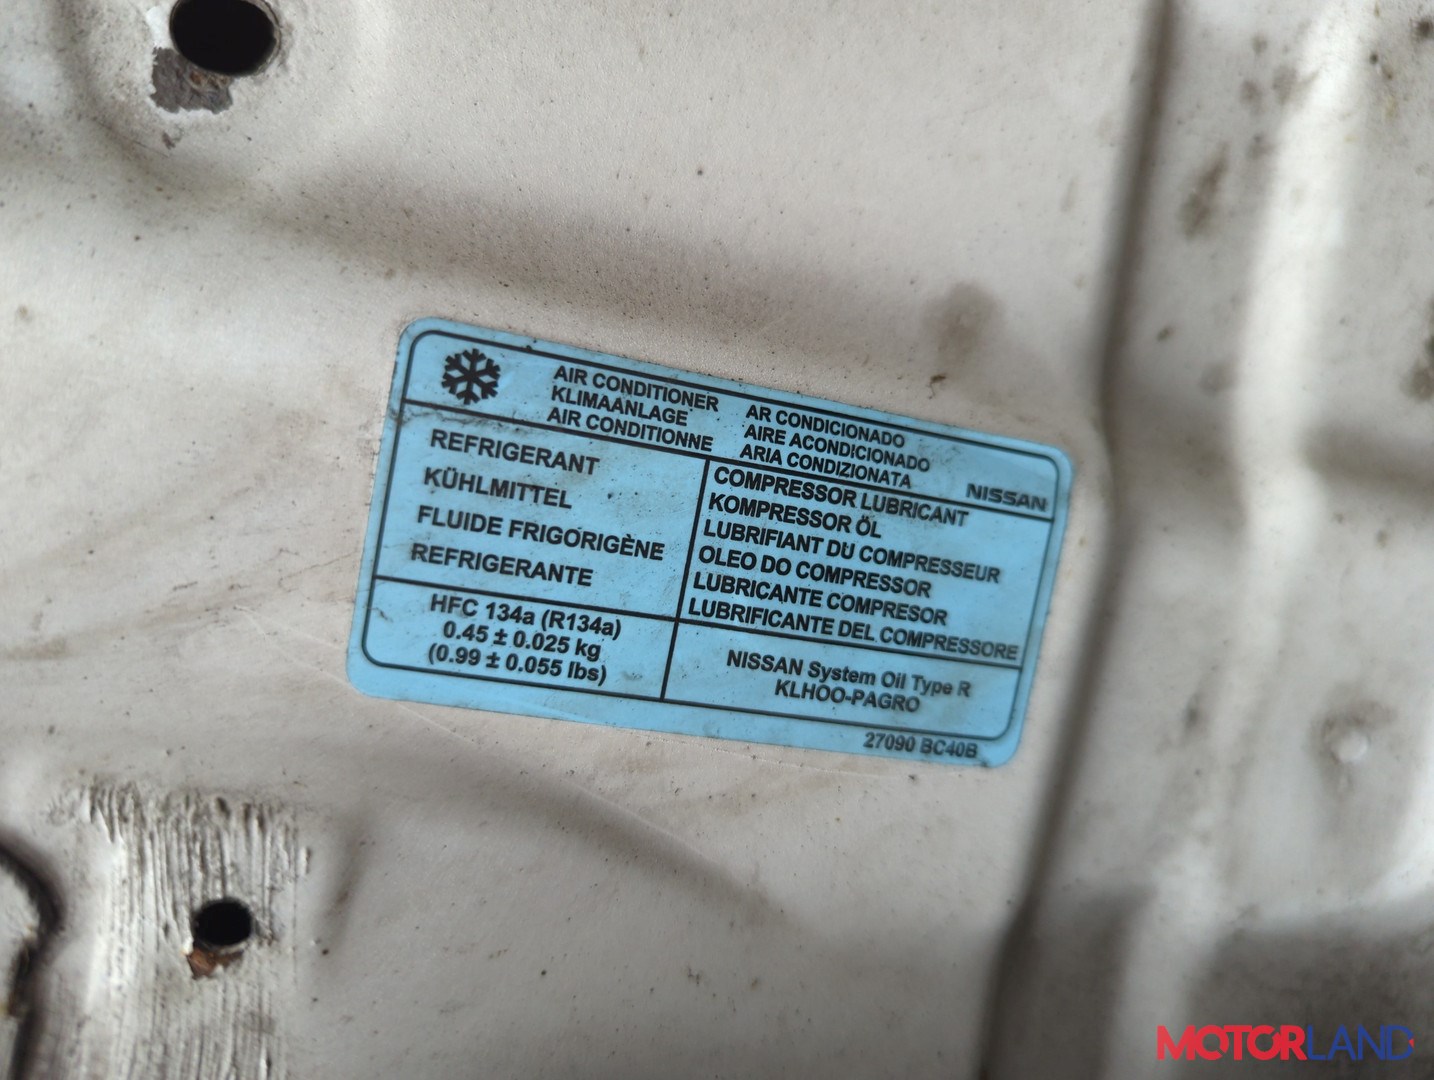 AIR CONDITIONER
KLIMAANLAGE
AIR CONDITIONNE
AR CONDICIONADO
AIRE ACONDICIONADO
ARIA CONDIZIONATA
NISSAN
REFRIGERANT
KÜHLMITTEL
FLUIDE FRIGORIGÈNE
REFRIGERANTE
COMPRESSOR LUBRICANT
KOMPRESSOR ÖL
LUBRIFIANT DU COMPRESSEUR
OLEO DO COMPRESSOR
LUBRICANTE COMPRESOR
LUBRIFICANTE DEL COMPRESSORE
HFC 134a (R134a)
0.45 ± 0.025 kg
(0.99 ± 0.055 lbs)
NISSAN System Oil Type R
KLHOO-PAGRO
27090 BC40B
MOTORLAND